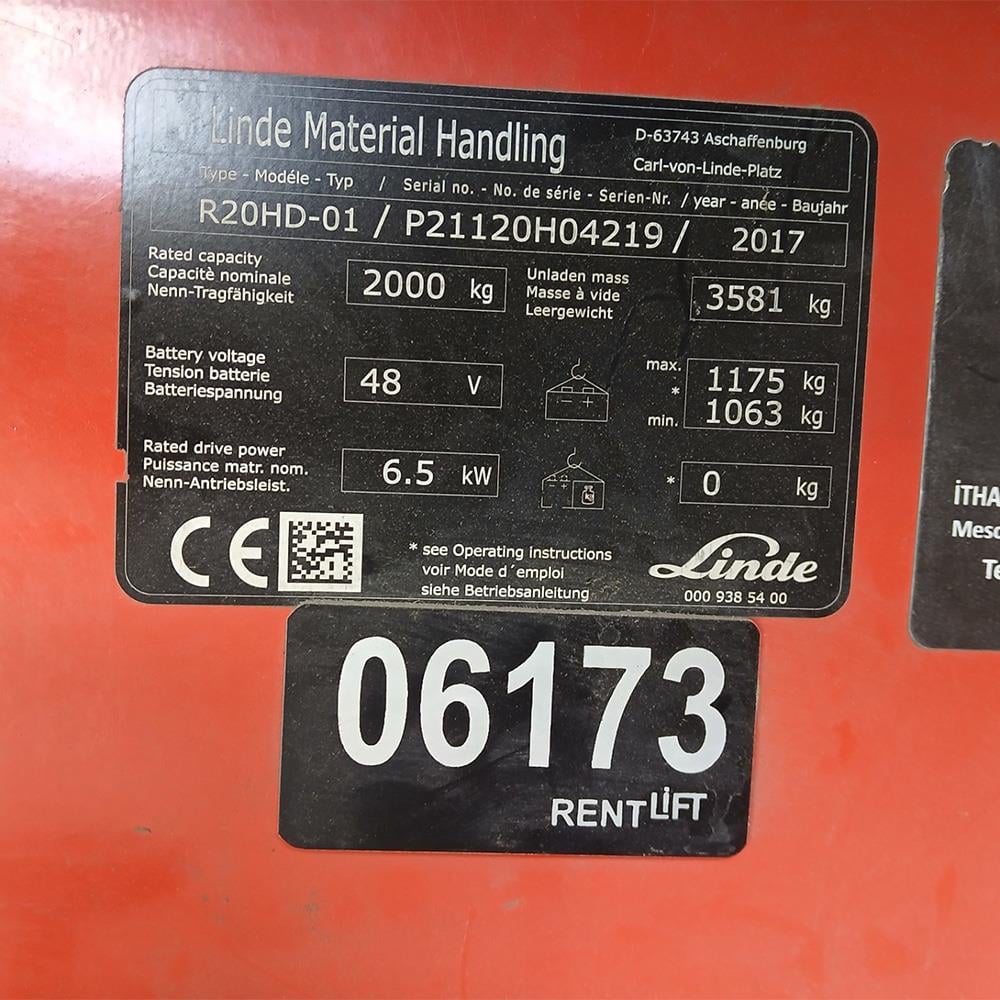 Linde Material Handling
D-63743 Aschaffenburg
Carl-von-Linde-Platz
Type - Modéle - Typ / Serial no. - No. de série - Serien-Nr. / year - anée - Baujahr
R20HD-01 / P21120H04219 / 2017
Rated capacity
Capacitè nominale
Nenn-Tragfähigkeit
2000 kg
Unladen mass
Masse à vide
Leergewicht
3581 kg
Battery voltage
Tension batterie
Batteriespannung
48 V
max. 1175 kg
*
min. 1063 kg
Rated drive power
Puissance matr. nom.
Nenn-Antriebsleist.
6.5 kW
kg
* 0 kg
CE
* see Operating instructions
voir Mode d´emploi
siehe Betriebsanleitung
Linde
000 938 54 00
06173
RENTLİFT
İTHA
Mesc
Te